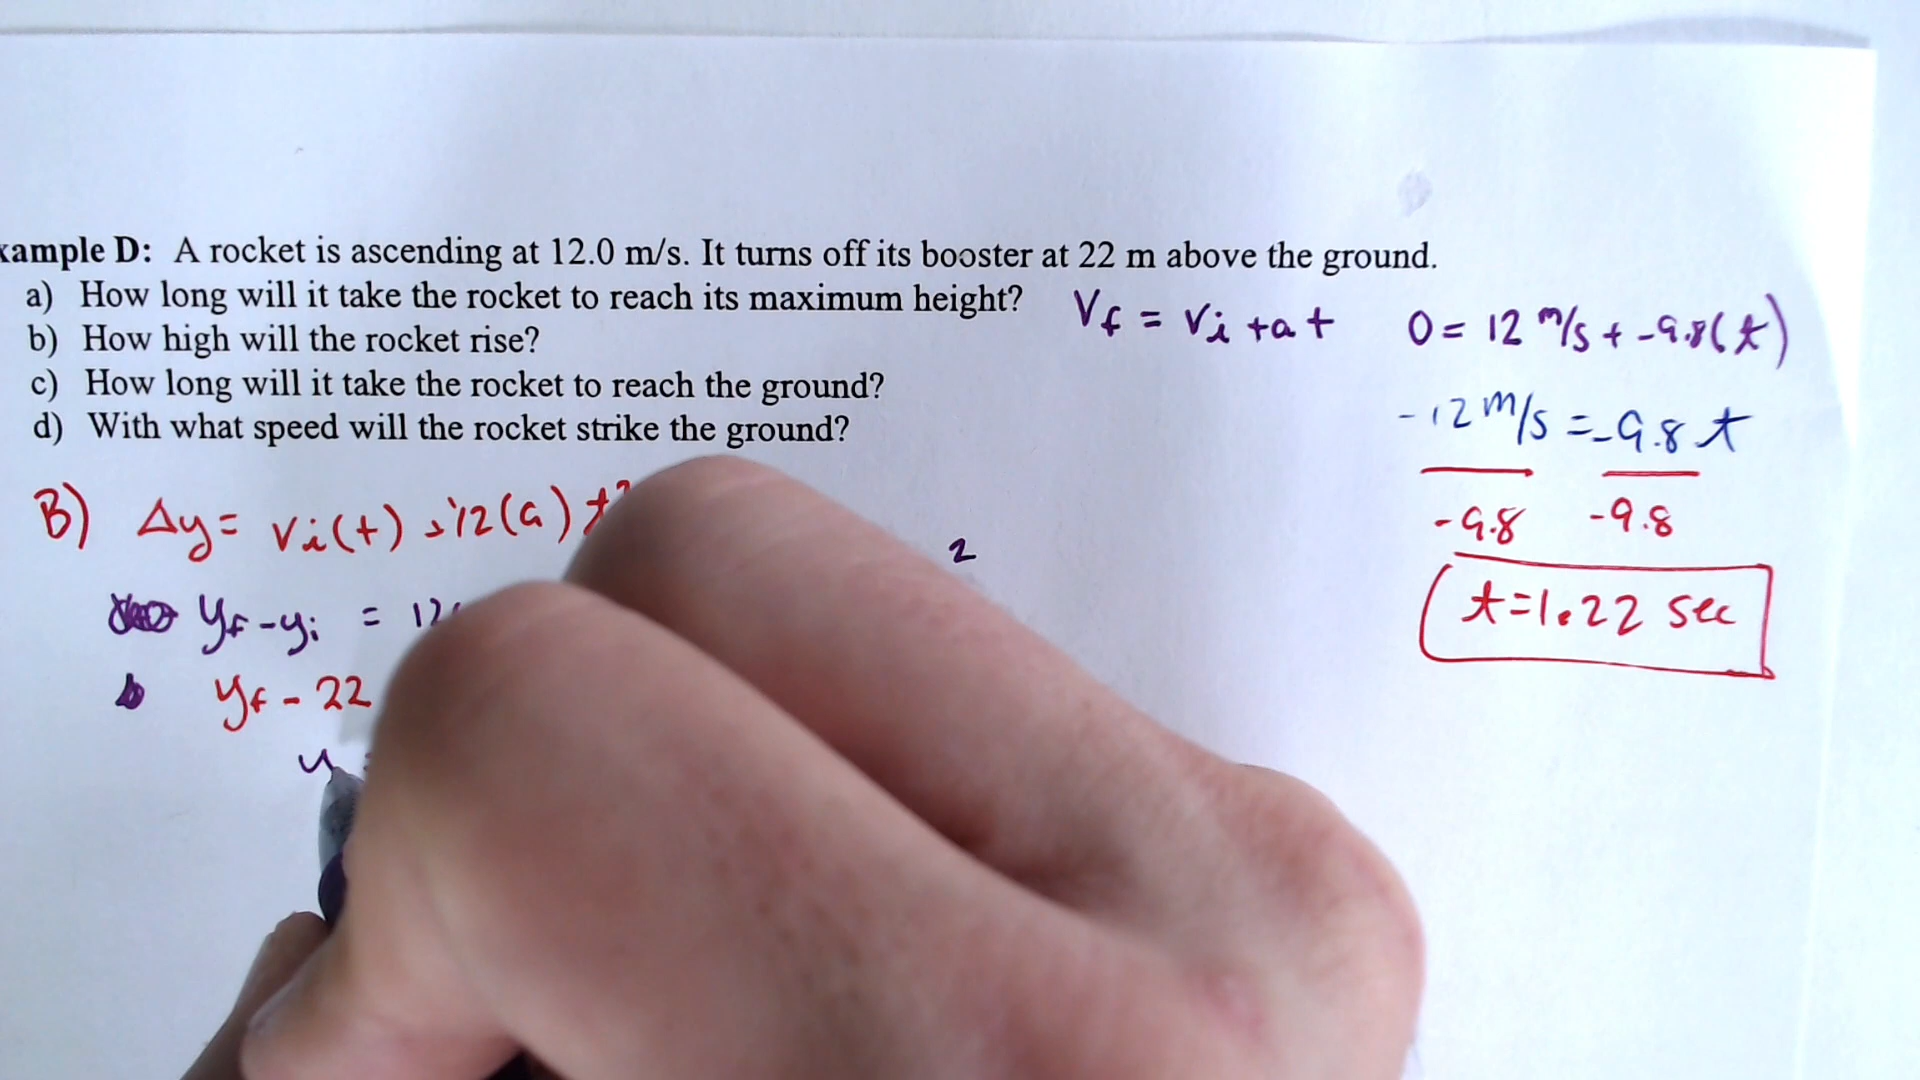 xample D: A rocket is ascending at 12.0 m/s. It turns off its booster at 22 m above the ground.
a) How long will it take the rocket to reach its maximum height?
b) How high will the rocket rise?
c) How long will it take the rocket to reach the ground?
d) With what speed will the rocket strike the ground?
Vf = Vi + at
0 = 12 m/s + -9.8(t)
-12 m/s = -9.8 t
-9.8 -9.8
t = 1.22 sec
B) Δy = Vi(t) + 1/2(a) t²
yf - yi = 12
2
yf - 22
y